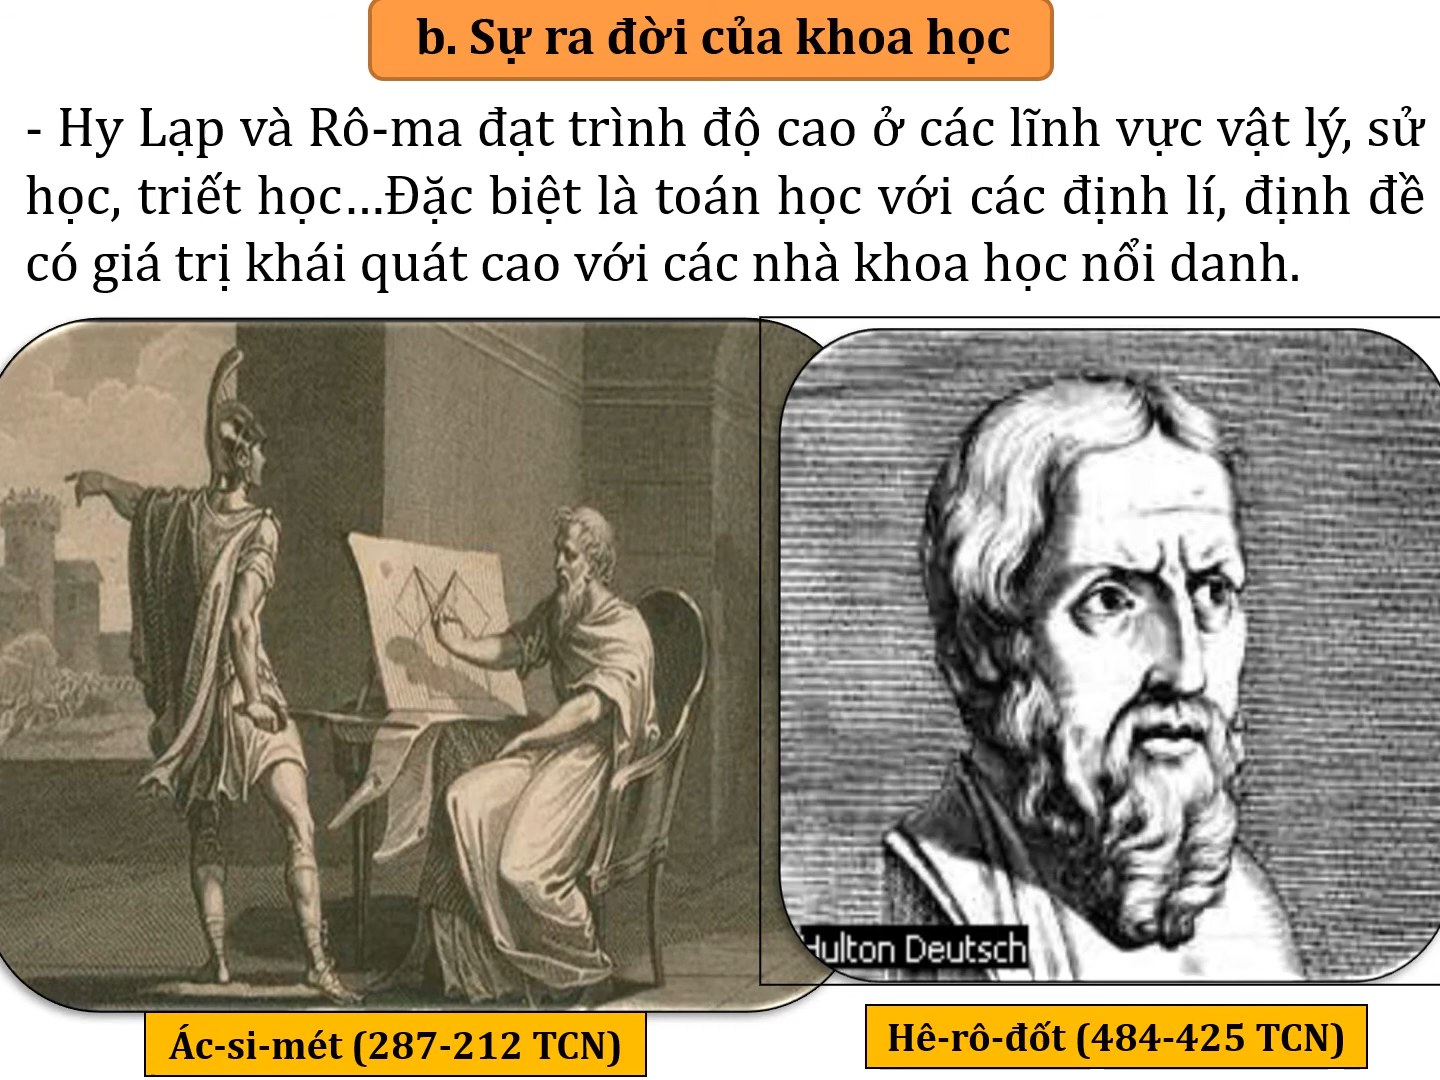 b. Sự ra đời của khoa học
- Hy Lạp và Rô-ma đạt trình độ cao ở các lĩnh vực vật lý, sử
học, triết học...Đặc biệt là toán học với các định lí, định đề
có giá trị khái quát cao với các nhà khoa học nổi danh.
Hulton Deutsch
Ác-si-mét (287-212 TCN)
Hê-rô-đốt (484-425 TCN)